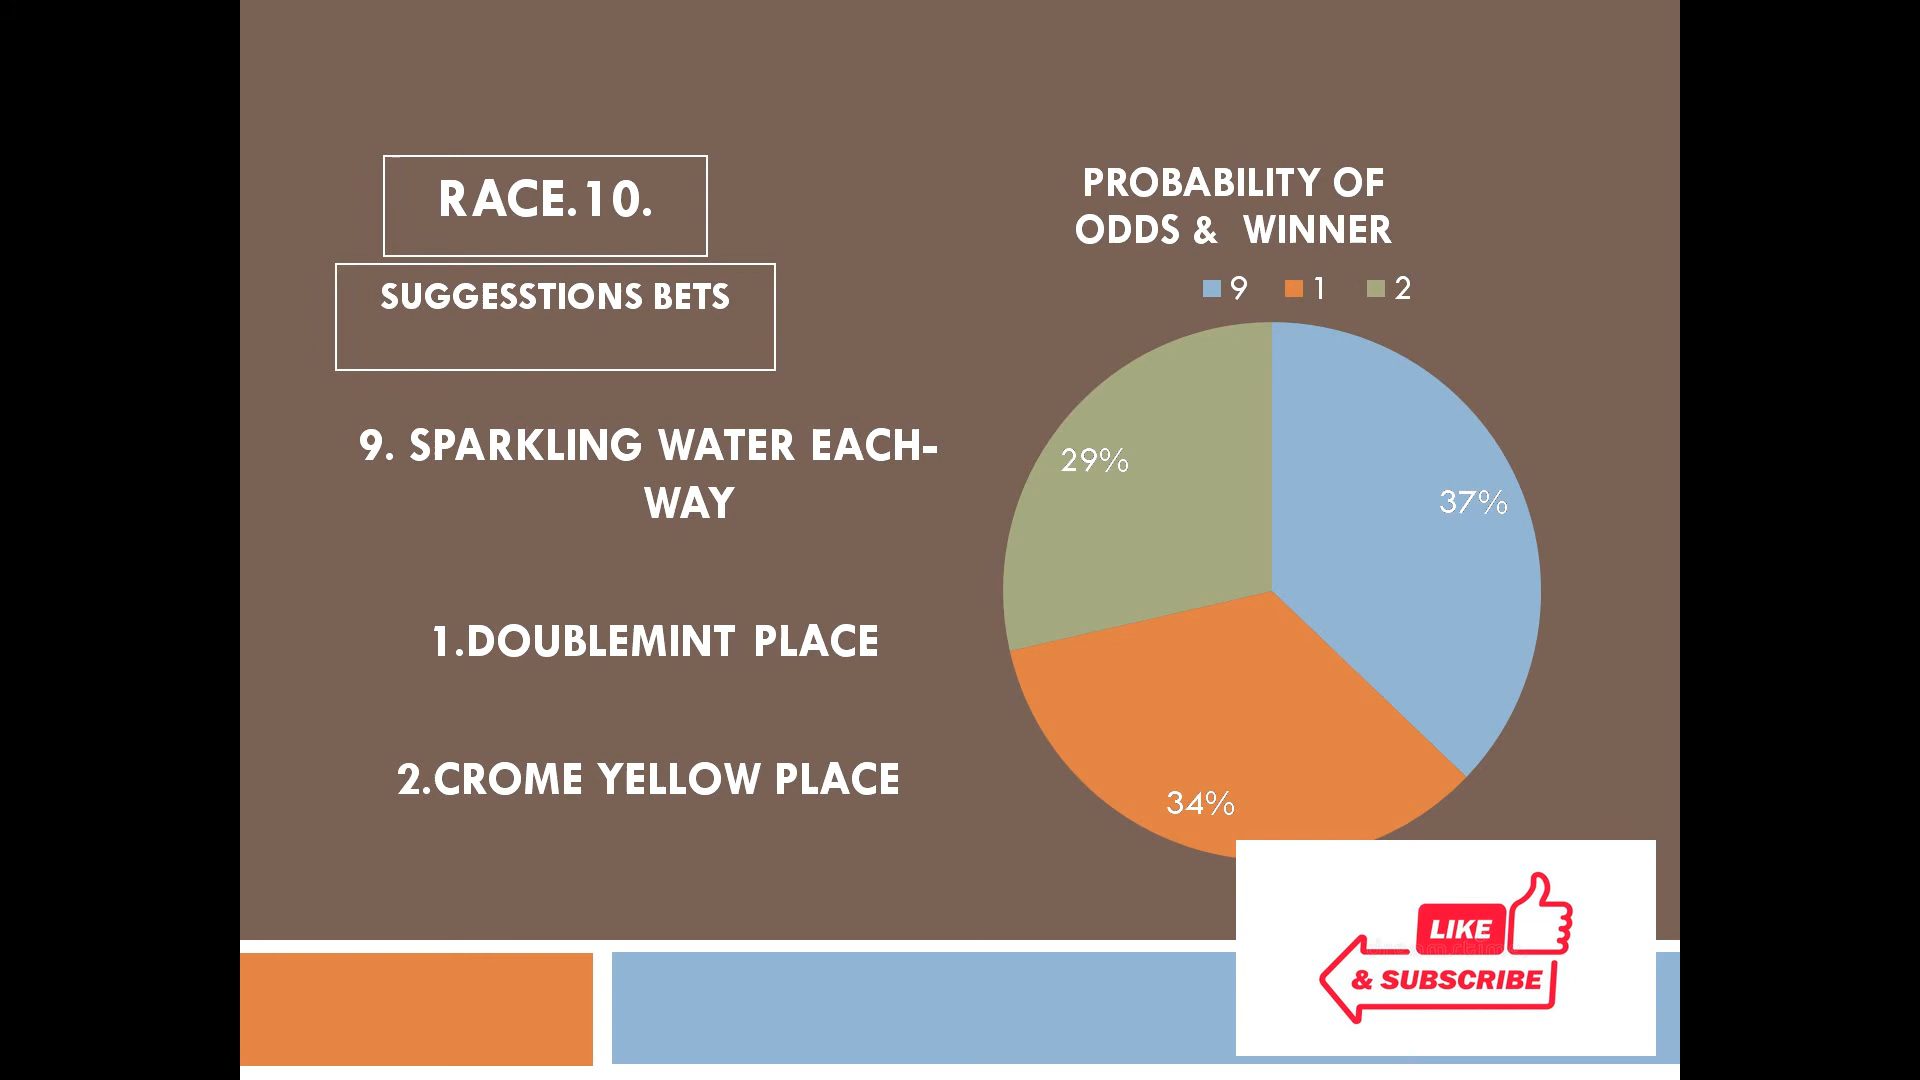 RACE.10.
SUGGESSTIONS BETS
9. SPARKLING WATER EACH-
WAY
1.DOUBLEMINT PLACE
2.CROME YELLOW PLACE
PROBABILITY OF
ODDS & WINNER
9 1 2
29%
37%
34%
LIKE
& SUBSCRIBE